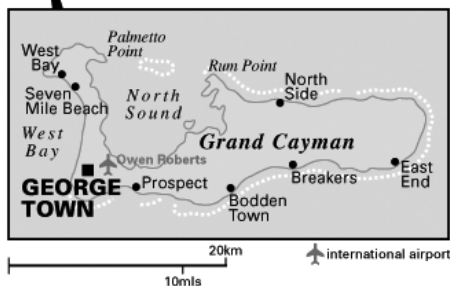 Palmetto
Point
West
Bay
Rum Point
North
Side
Seven
Mile Beach
North
Sound
West
Bay
Grand Cayman
Owen Roberts
GEORGE
TOWN
Prospect
Breakers
East
End
Bodden
Town
20km
10mls
international airport